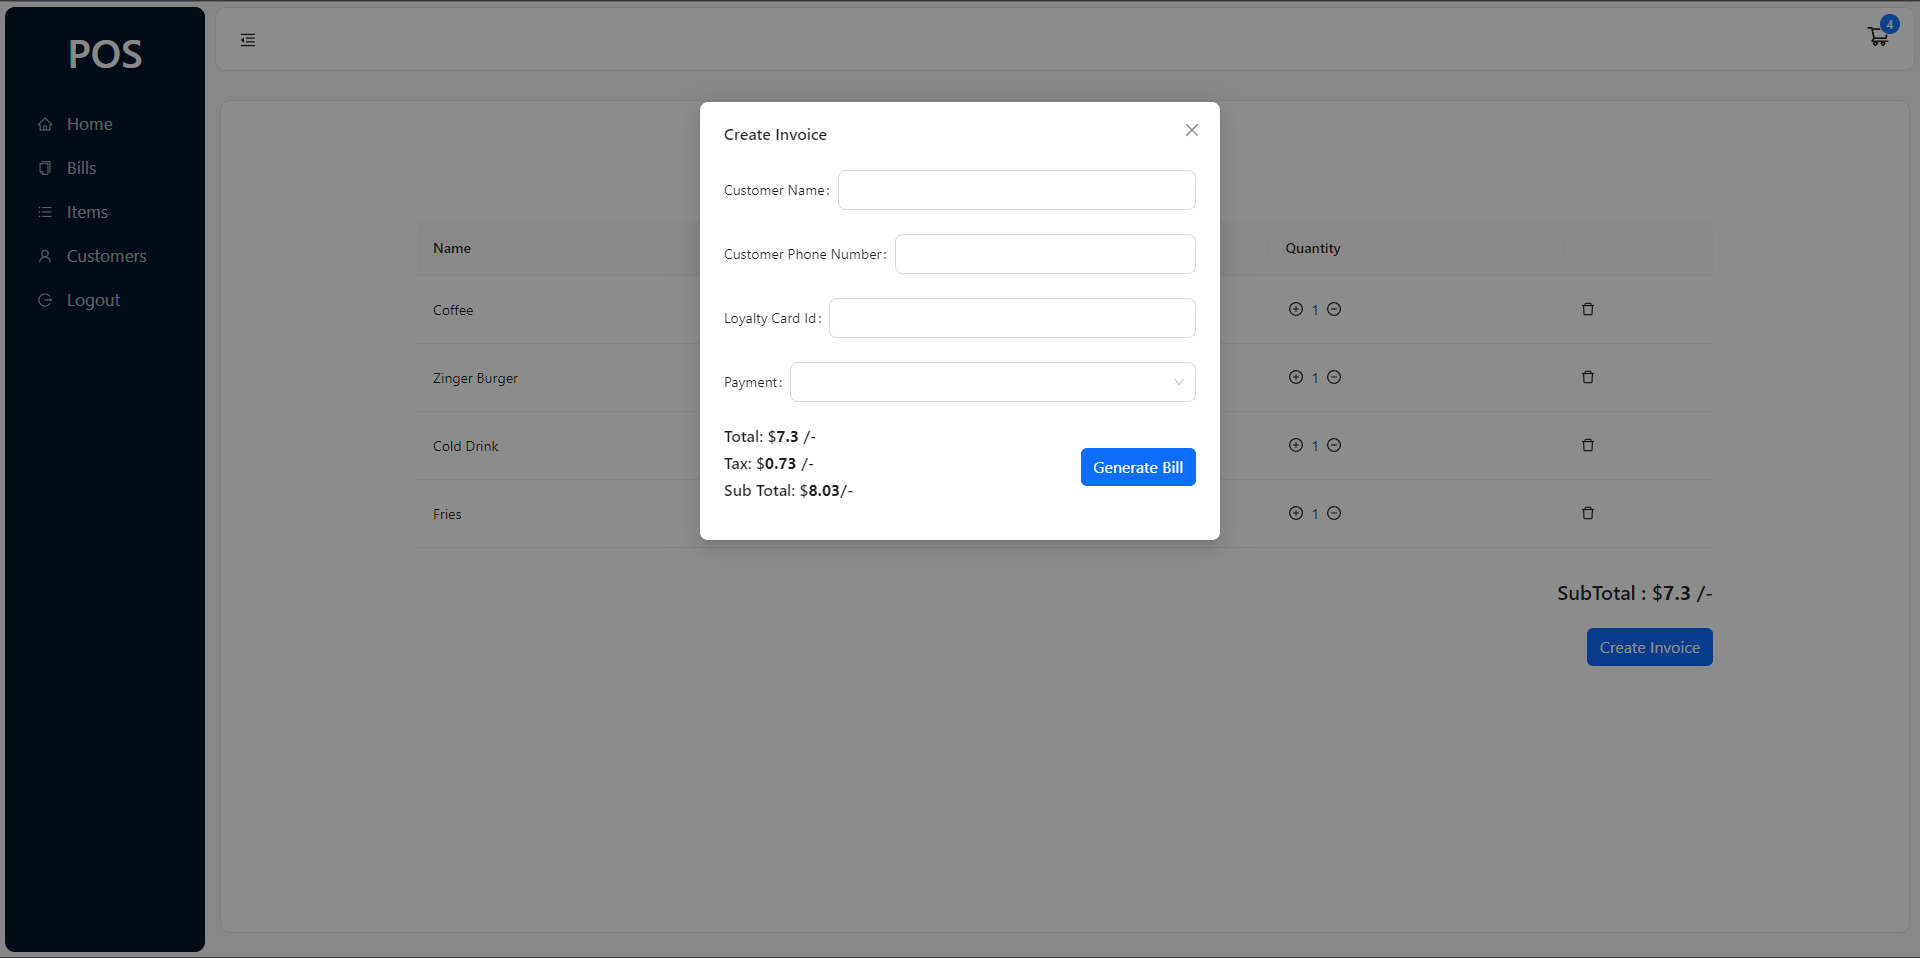 POS
Home
Bills
Items
Customers
Logout
4
Create Invoice
Customer Name:
Customer Phone Number:
Loyalty Card Id:
Payment:
Total: $7.3 /-
Tax: $0.73 /-
Sub Total: $8.03/-
Generate Bill
Name Quantity
Coffee 1
Zinger Burger 1
Cold Drink 1
Fries 1
SubTotal : $7.3 /-
Create Invoice